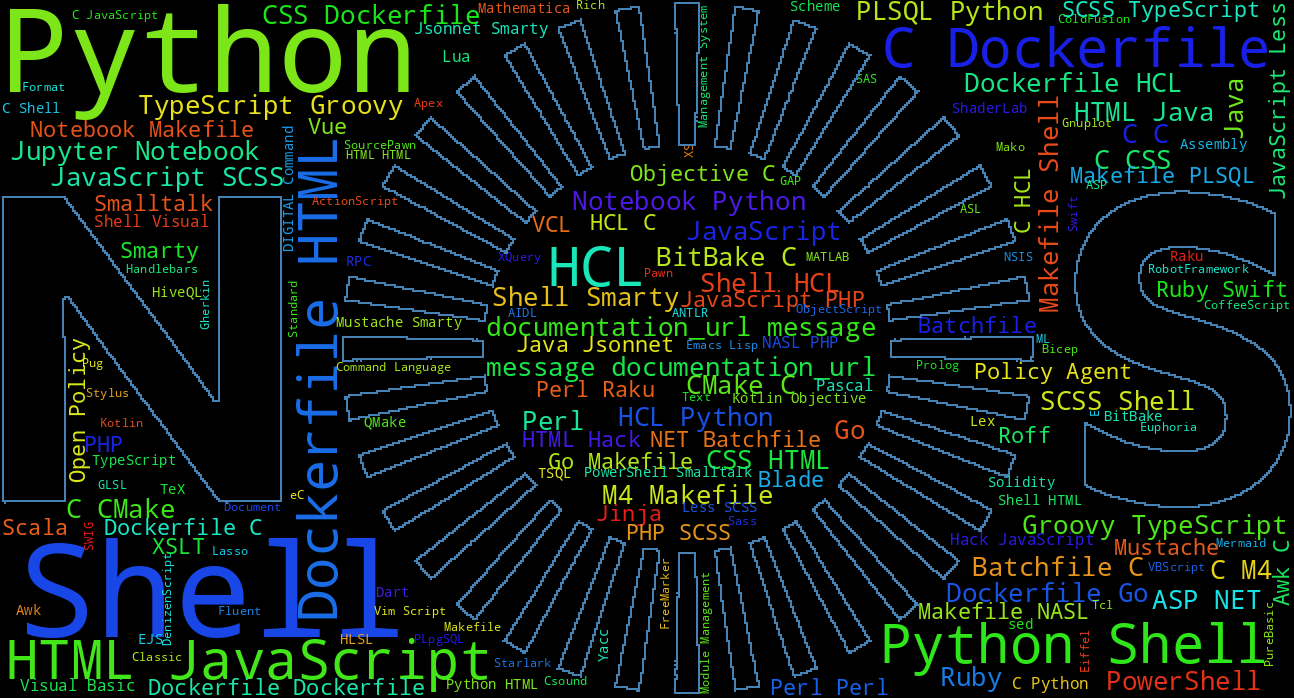 Python
C JavaScript
CSS Dockerfile
Mathematica
Rich
Jsonnet Smarty
Lua
Format
C Shell
TypeScript Groovy
Apex
Notebook Makefile
Vue
SourcePawn
HTML HTML
Jupyter Notebook
JavaScript SCSS
DIGITAL Command
Dockerfile HTML
Smalltalk
Shell Visual
ActionScript
Smarty
Handlebars
HiveQL
Gherkin
RPC
Standard
Mustache Smarty
Command Language
Open Policy
Pug
Stylus
Kotlin
PHP
TypeScript
GLSL
TeX
QMake
C CMake
Document
eC
Scala
SWIG
Dockerfile C
XSLT
Lasso
Shell
DenizenScript
Awk
Fluent
Dart
Vim Script
EJS
HLSL
PLpgSQL
Makefile
HTML JavaScript
Classic
Starlark
Visual Basic
Dockerfile Dockerfile
Python HTML
Csound
Yacc
FreeMarker
Module Management
Management System
XS
Scheme
Objective C
GAP
Notebook Python
VCL
HCL C
JavaScript
XQuery
HCL
BitBake C
MATLAB
Pawn
Shell HCL
Shell Smarty
JavaScript PHP
ObjectScript
AIDL
ANTLR
documentation_url message
Java Jsonnet
Emacs Lisp
NASL PHP
message documentation_url
Perl Raku
CMake C
Pascal
Text
Kotlin Objective
Perl
HCL Python
Go
HTML Hack
NET Batchfile
Go Makefile
CSS HTML
TSQL
PowerShell Smalltalk
Blade
M4 Makefile
Less SCSS
Jinja
Sass
PHP SCSS
PLSQL Python
SCSS TypeScript
ColdFusion
JavaScript Less
C Dockerfile
SAS
Dockerfile HCL
Java
ShaderLab
HTML Java
Gnuplot
C C
Assembly
Makefile Shell
Mako
C CSS
Makefile PLSQL
ASP
C HCL
Swift
ASL
NSIS
Raku
RobotFramework
Ruby Swift
CoffeeScript
Batchfile
ML
Bicep
Prolog
Policy Agent
SCSS Shell
Lex
BitBake
Euphoria
Roff
Solidity
Shell HTML
Groovy TypeScript
Hack JavaScript
Mustache
Mermaid
Awk C
Batchfile C
VBScript
C M4
Dockerfile Go
ASP NET
Makefile NASL
Tcl
sed
Python Shell
Eiffel
PureBasic
Ruby
C Python
PowerShell
Perl Perl